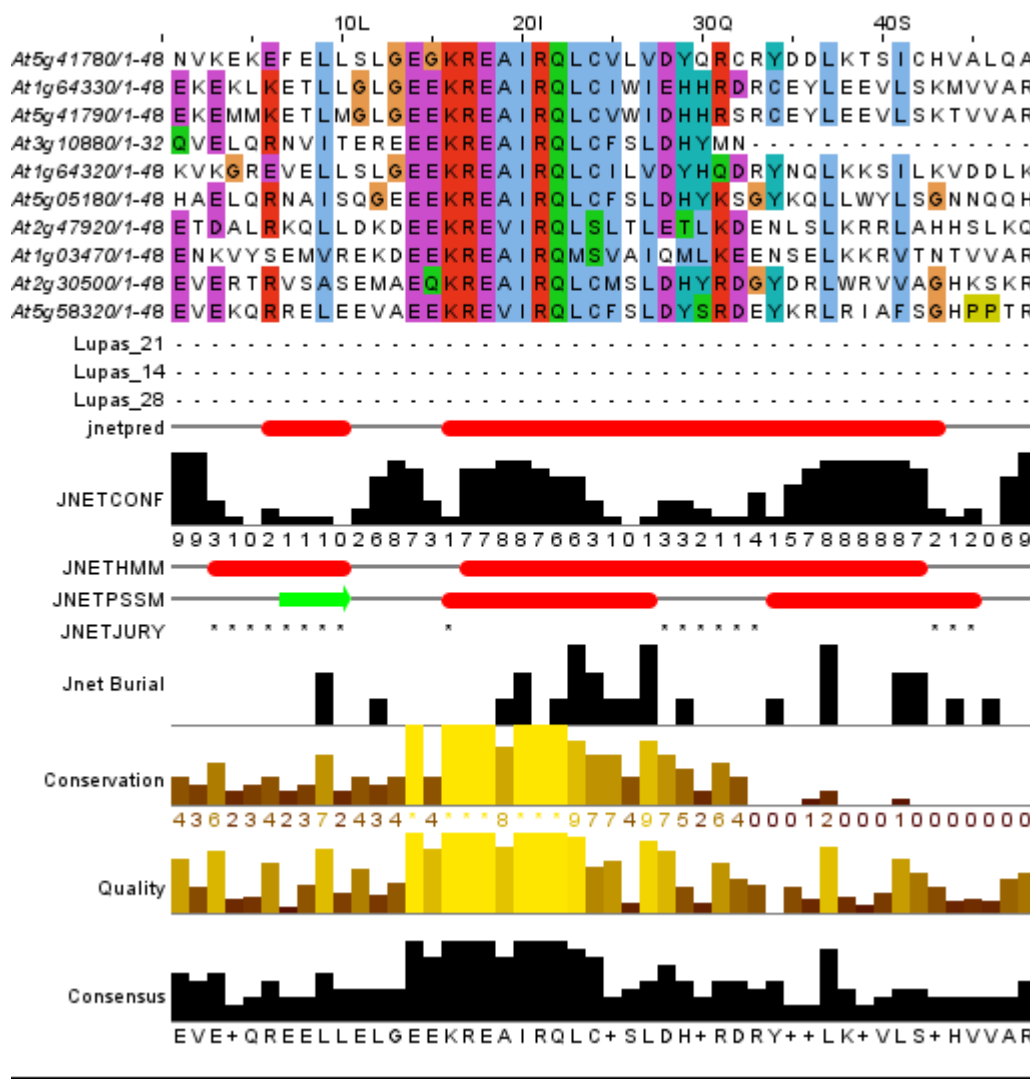 10L 20I 30Q 40S
At5g41780/1-48 NVKEKEFELLSLGEGKREAIRQLCVLVDYQRCRYDDLKTSICHVALQA
At1g64330/1-48 EKEKLKETLLGLGEEKREAIRQLCIWIEHHRDRCEYLEEVLSKMVVAR
At5g41790/1-48 EKEMMKETLMGLGEEKREAIRQLCVWIDHHRSRCEYLEEVLSKTVVAR
At3g10880/1-32 QVELQRNVITEREEEKREAIRQLCFSLDHYMN----------------
At1g64320/1-48 KVKGREVELLSLGEEKREAIRQLCILVDYHQDRYNQLKKSILKVDDLK
At5g05180/1-48 HAELQRNAISQGEEEKREAIRQLCFSLDHYKSGYKQLLWYLSGNNQQH
At2g47920/1-48 ETDALRKQLLDKDEEKREVIRQLSLTLETLKDENLSLKRRLAHHSLKQ
At1g03470/1-48 ENKVYSEMVREKDEEKREAIRQMSVAIQMLKEENSELKKRVTNTVVAR
At2g30500/1-48 EVERTRVSASEMAEQKREAIRQLCMSLDHYRDGYDRLWRVVAGHKSKR
At5g58320/1-48 EVEKQRRELEEVAEEKREVIRQLCFSLDYSRDEYKRLRIAFSGHPPTR
Lupas_21 ------------------------------------------------
Lupas_14 ------------------------------------------------
Lupas_28 ------------------------------------------------
jnetpred
JNETCONF
993102111026873177887663101332114157888887212069
JNETHMM
JNETPSSM
JNETJURY ******** * ****** ***
Jnet Burial
Conservation
4362342372434*4***8***97749752640001200010000000
Quality
Consensus
EVE+QREELLELGEEKREAIRQLC+SLDH+RDRY++LK+VLS+HVVAR